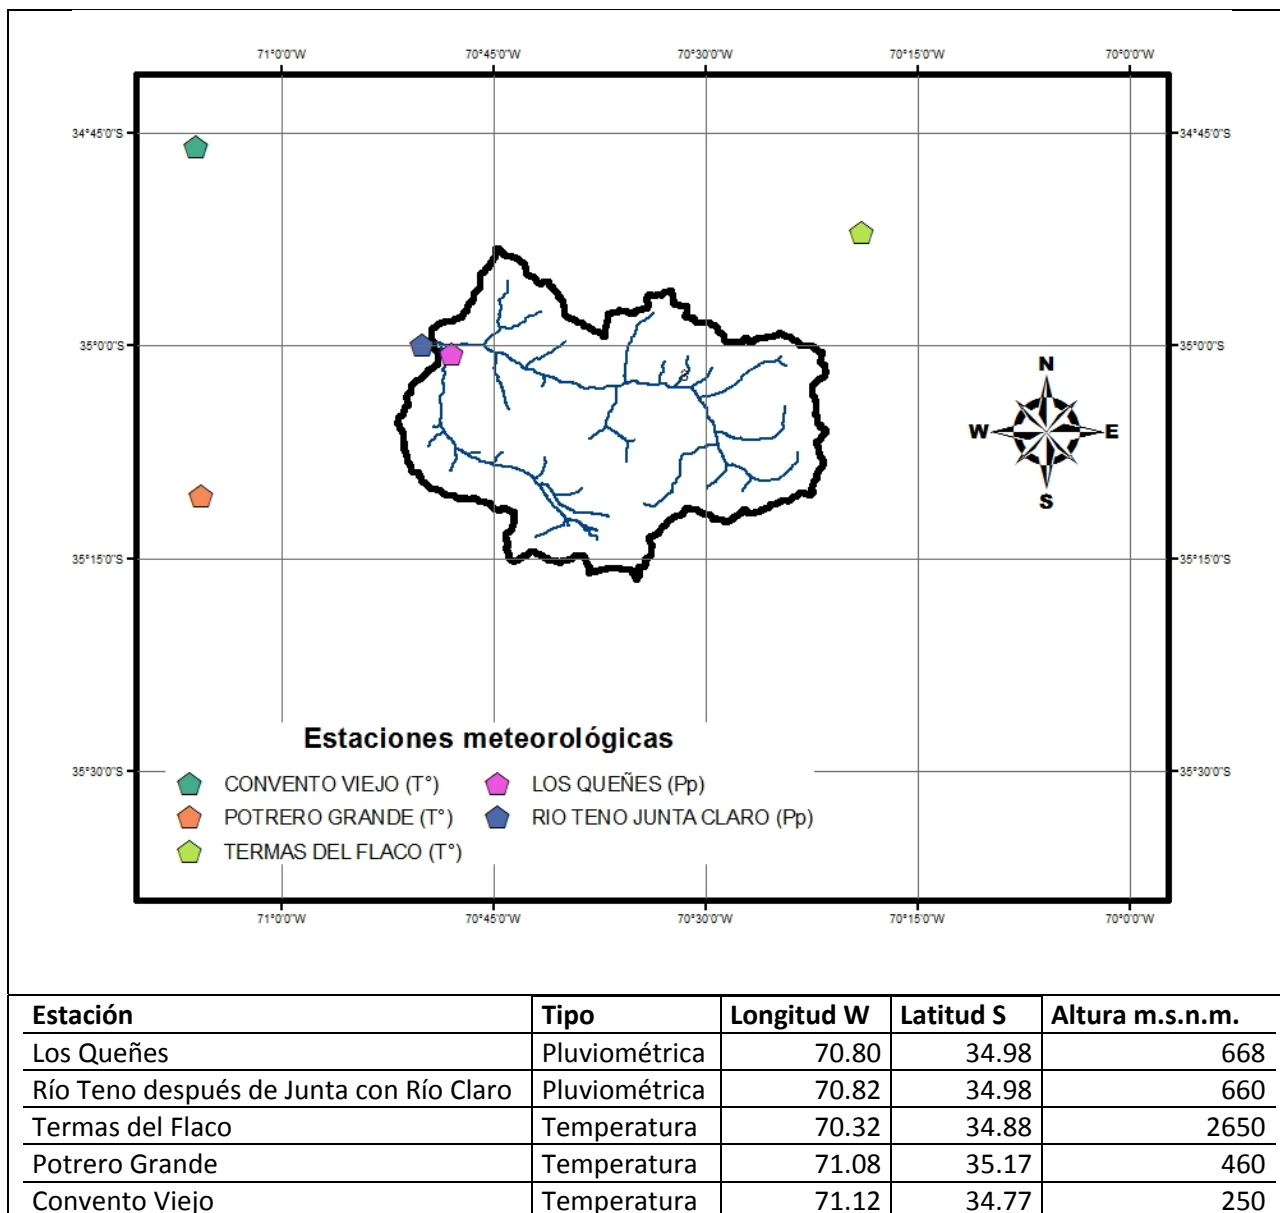 71°0'0"W 70°45'0"W 70°30'0"W 70°15'0"W 70°0'0"W
34°45'0"S 34°45'0"S
35°0'0"S 35°0'0"S
N
W E
S
35°15'0"S 35°15'0"S
Estaciones meteorológicas
35°30'0"S 35°30'0"S
CONVENTO VIEJO (T°) LOS QUEÑES (Pp)
POTRERO GRANDE (T°) RIO TENO JUNTA CLARO (Pp)
TERMAS DEL FLACO (T°)
71°0'0"W 70°45'0"W 70°30'0"W 70°15'0"W 70°0'0"W
Estación Tipo Longitud W Latitud S Altura m.s.n.m.
Los Queñes Pluviométrica 70.80 34.98 668
Río Teno después de Junta con Río Claro Pluviométrica 70.82 34.98 660
Termas del Flaco Temperatura 70.32 34.88 2650
Potrero Grande Temperatura 71.08 35.17 460
Convento Viejo Temperatura 71.12 34.77 250